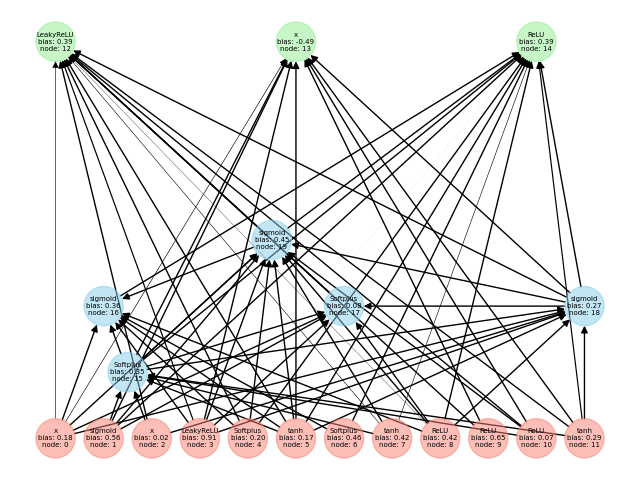 LeakyReLU
bias: 0.39
node: 12
x
bias: -0.49
node: 13
ReLU
bias: 0.39
node: 14
sigmoid
bias: 0.45
node: 19
sigmoid
bias: 0.36
node: 16
Softplus
bias: 0.08
node: 17
sigmoid
bias: 0.27
node: 18
Softplus
bias: 0.35
node: 15
x
bias: 0.18
node: 0
sigmoid
bias: 0.56
node: 1
x
bias: 0.02
node: 2
LeakyReLU
bias: 0.91
node: 3
Softplus
bias: 0.20
node: 4
tanh
bias: 0.17
node: 5
Softplus
bias: 0.46
node: 6
tanh
bias: 0.42
node: 7
ReLU
bias: 0.42
node: 8
ReLU
bias: 0.65
node: 9
ReLU
bias: 0.07
node: 10
tanh
bias: 0.29
node: 11